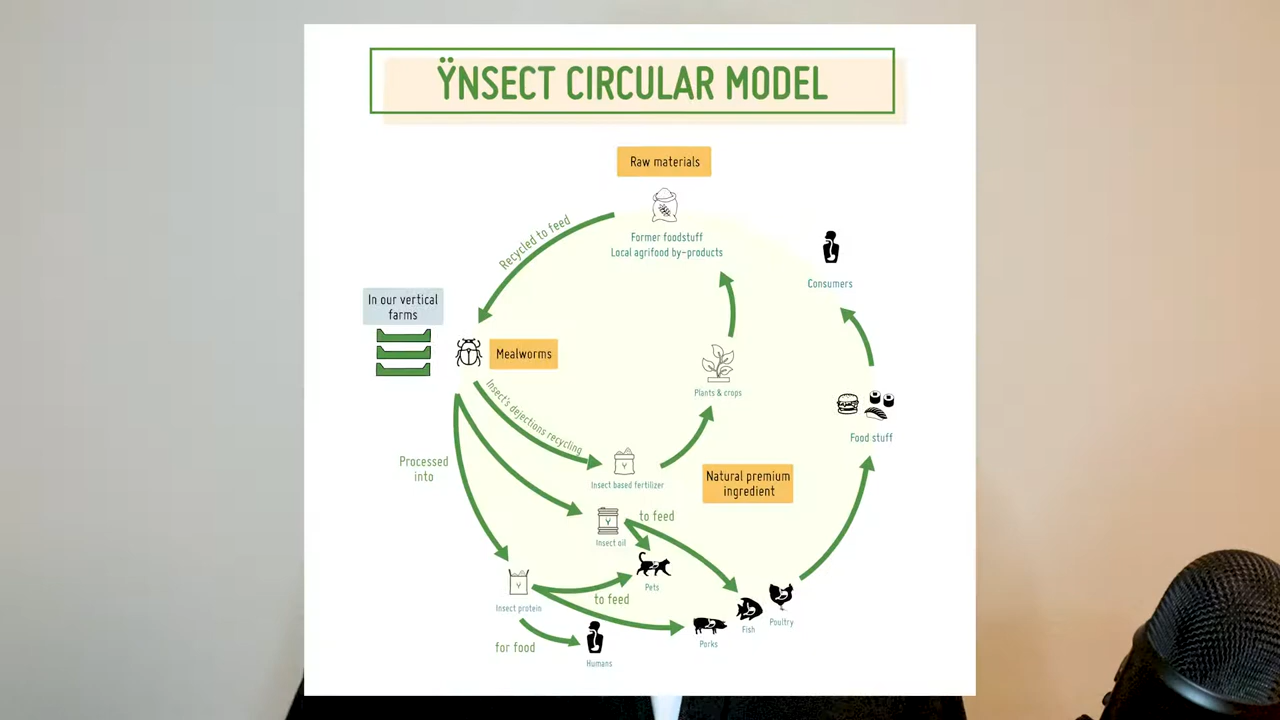 ŸNSECT CIRCULAR MODEL
Raw materials
Former foodstuff
Local agrifood by-products
Recycled to feed
Consumers
In our vertical
farms
Mealworms
Plants & crops
Insect's dejections recycling
Food stuff
Processed
into
Insect based fertilizer
Natural premium
ingredient
to feed
Insect oil
Pets
to feed
Insect protein
Poultry
Fish
Porks
for food
Humans